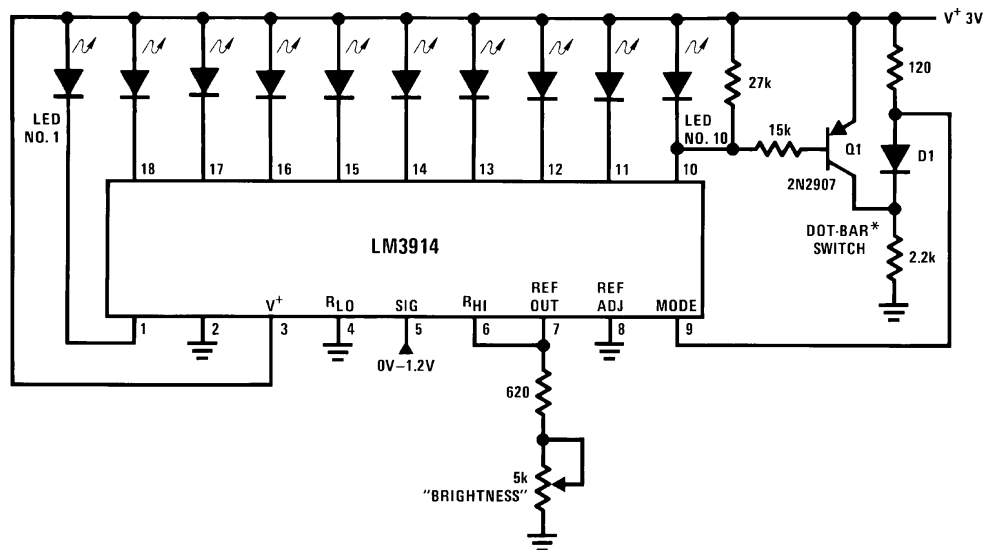 V+ 3V
120
27k
LED
NO. 1
LED
NO. 10
15k
Q1
D1
2N2907
18 17 16 15 14 13 12 11 10
DOT-BAR*
SWITCH
2.2k
LM3914
V+ RLO SIG RHI REF
OUT REF
ADJ MODE
1 2 3 4 5 6 7 8 9
0V–1.2V
620
5k
"BRIGHTNESS"